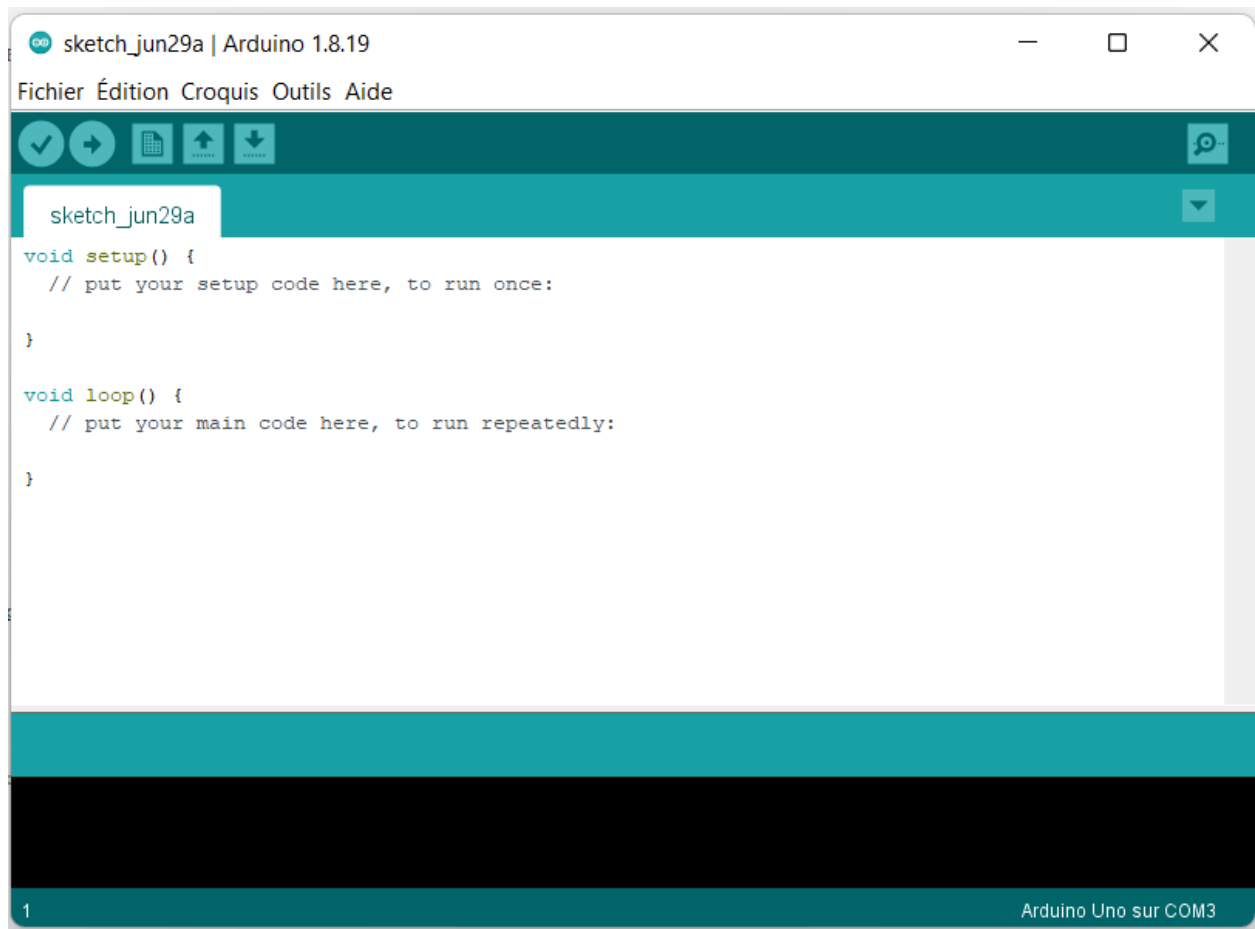 sketch_jun29a | Arduino 1.8.19
Fichier Édition Croquis Outils Aide
sketch_jun29a
void setup() {
  // put your setup code here, to run once:
}
void loop() {
  // put your main code here, to run repeatedly:
}
1
Arduino Uno sur COM3